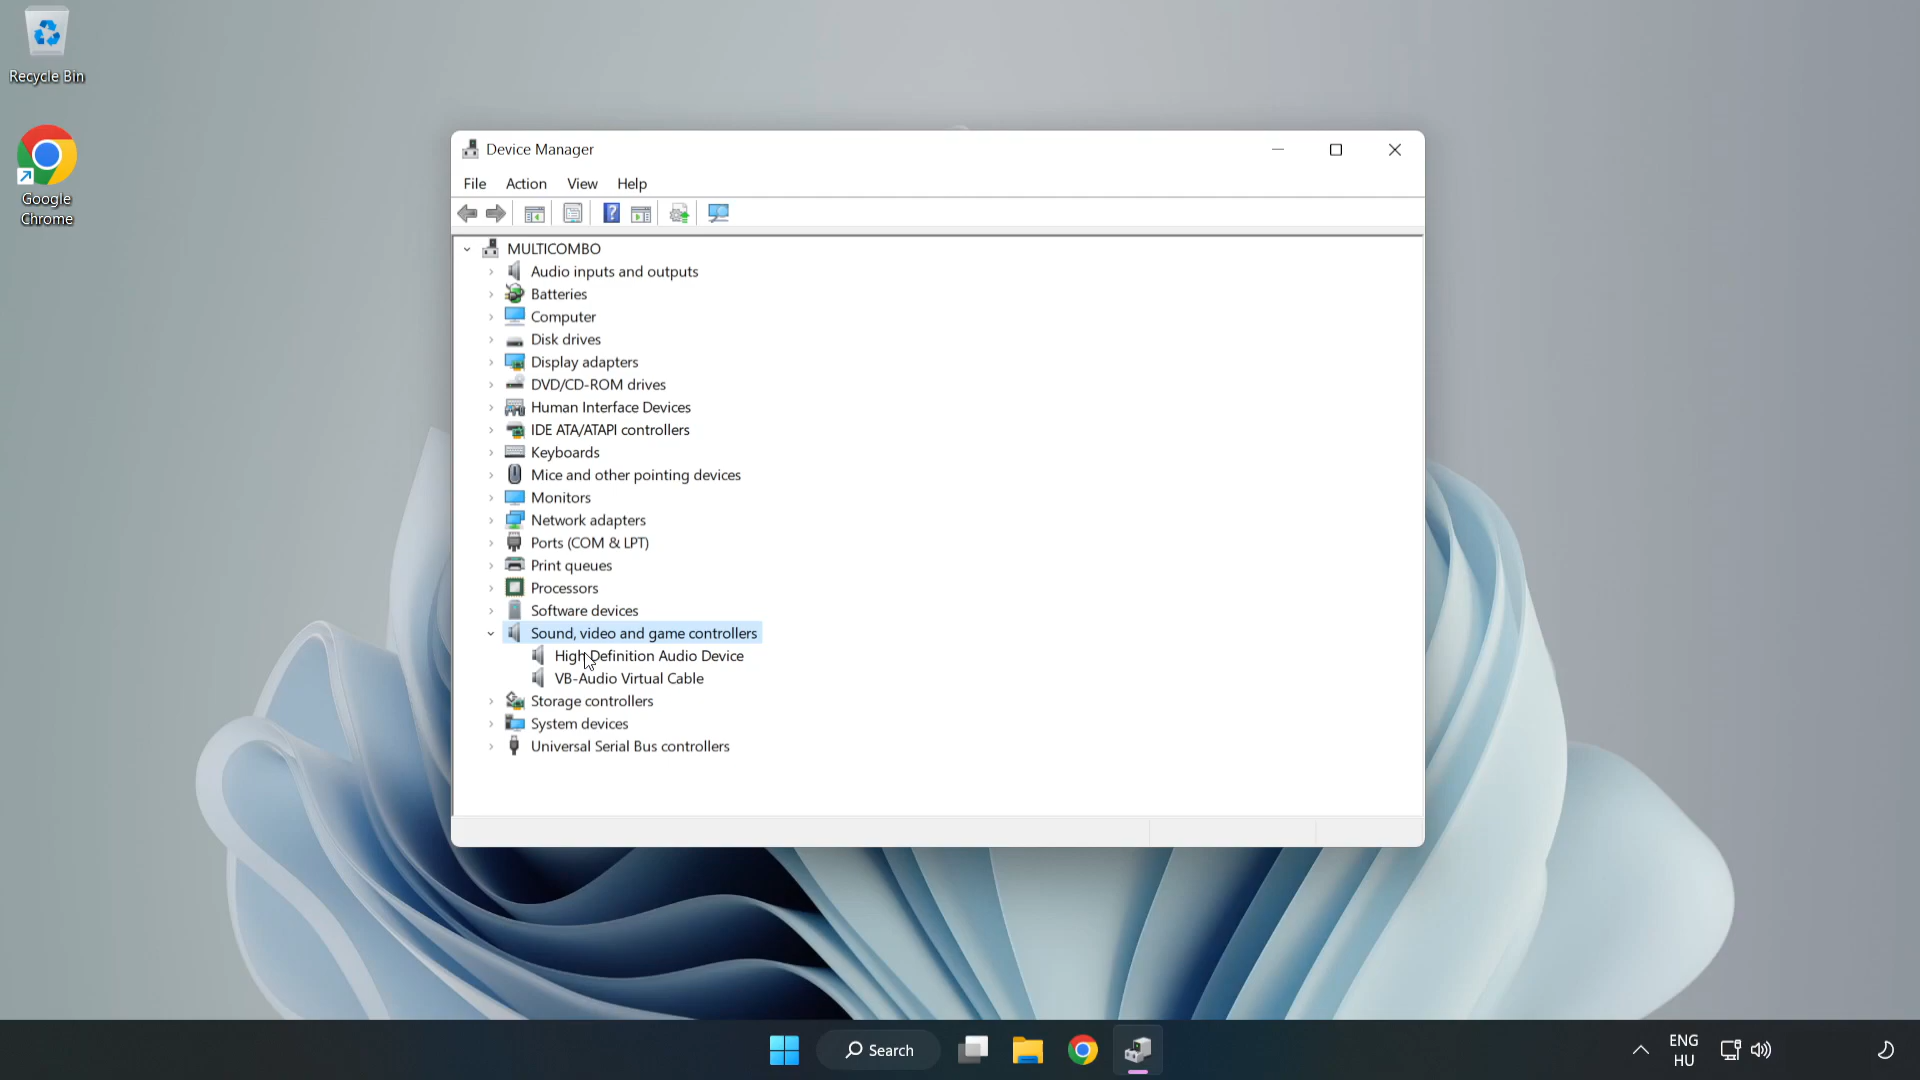 Recycle Bin
Google
Chrome
Device Manager
File Action View Help
MULTICOMBO
Audio inputs and outputs
Batteries
Computer
Disk drives
Display adapters
DVD/CD-ROM drives
Human Interface Devices
IDE ATA/ATAPI controllers
Keyboards
Mice and other pointing devices
Monitors
Network adapters
Ports (COM & LPT)
Print queues
Processors
Software devices
Sound, video and game controllers
High Definition Audio Device
VB-Audio Virtual Cable
Storage controllers
System devices
Universal Serial Bus controllers
Search
ENG
HU